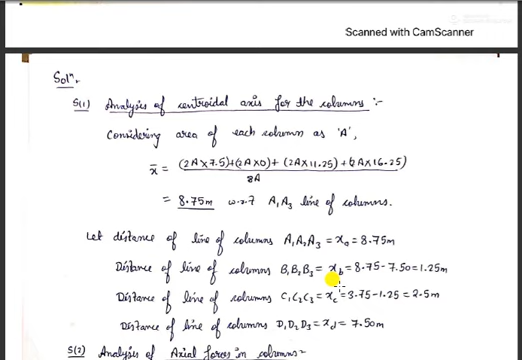 Scanned with CamScanner
Solⁿ.
S(1) Analysis of centroidal axis for the columns :-
Considering area of each column as 'A',
x̄ = (2A×7.5)+(2A×0)+(2A×11.25)+(2A×16.25)
8A
= 8.75m w.r.t A₁A₃ line of columns.
Let distance of line of columns A₁A₂A₃ = xₐ = 8.75m
Distance of line of columns B₁B₂B₃ = x_b = 8.75-7.50=1.25m
Distance of line of columns C₁C₂C₃ = x_c = 3.75-1.25=2.5m
Distance of line of columns D₁D₂D₃ = x_d = 7.50m
S(2) Analysis of Axial forces in columns:-